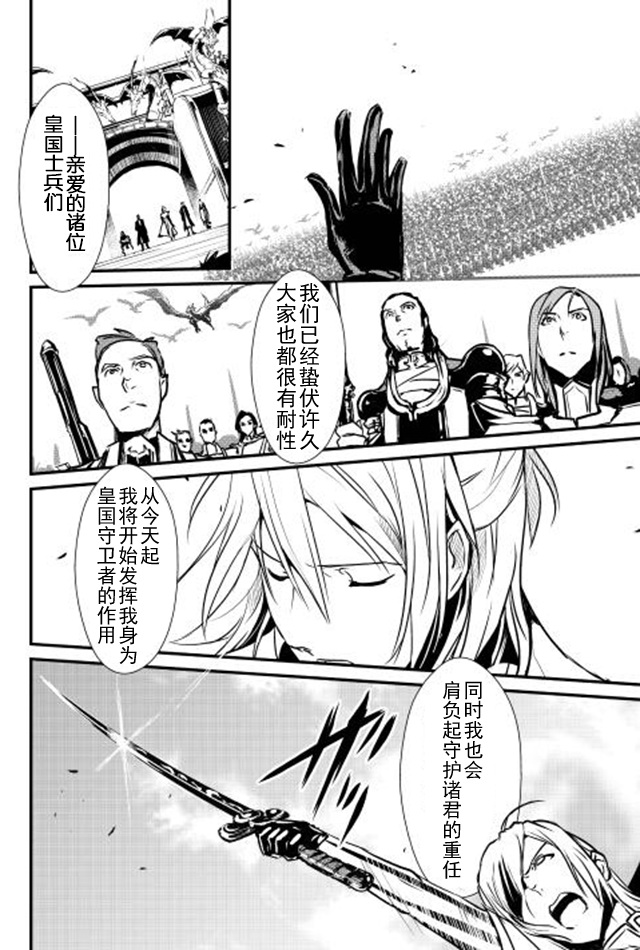 ——亲爱的诸位
皇国士兵们
我们已经蛰伏许久
大家也都很有耐性
从今天起
我将开始发挥我身为
皇国守卫者的作用
同时我也会
肩负起守护诸君的重任